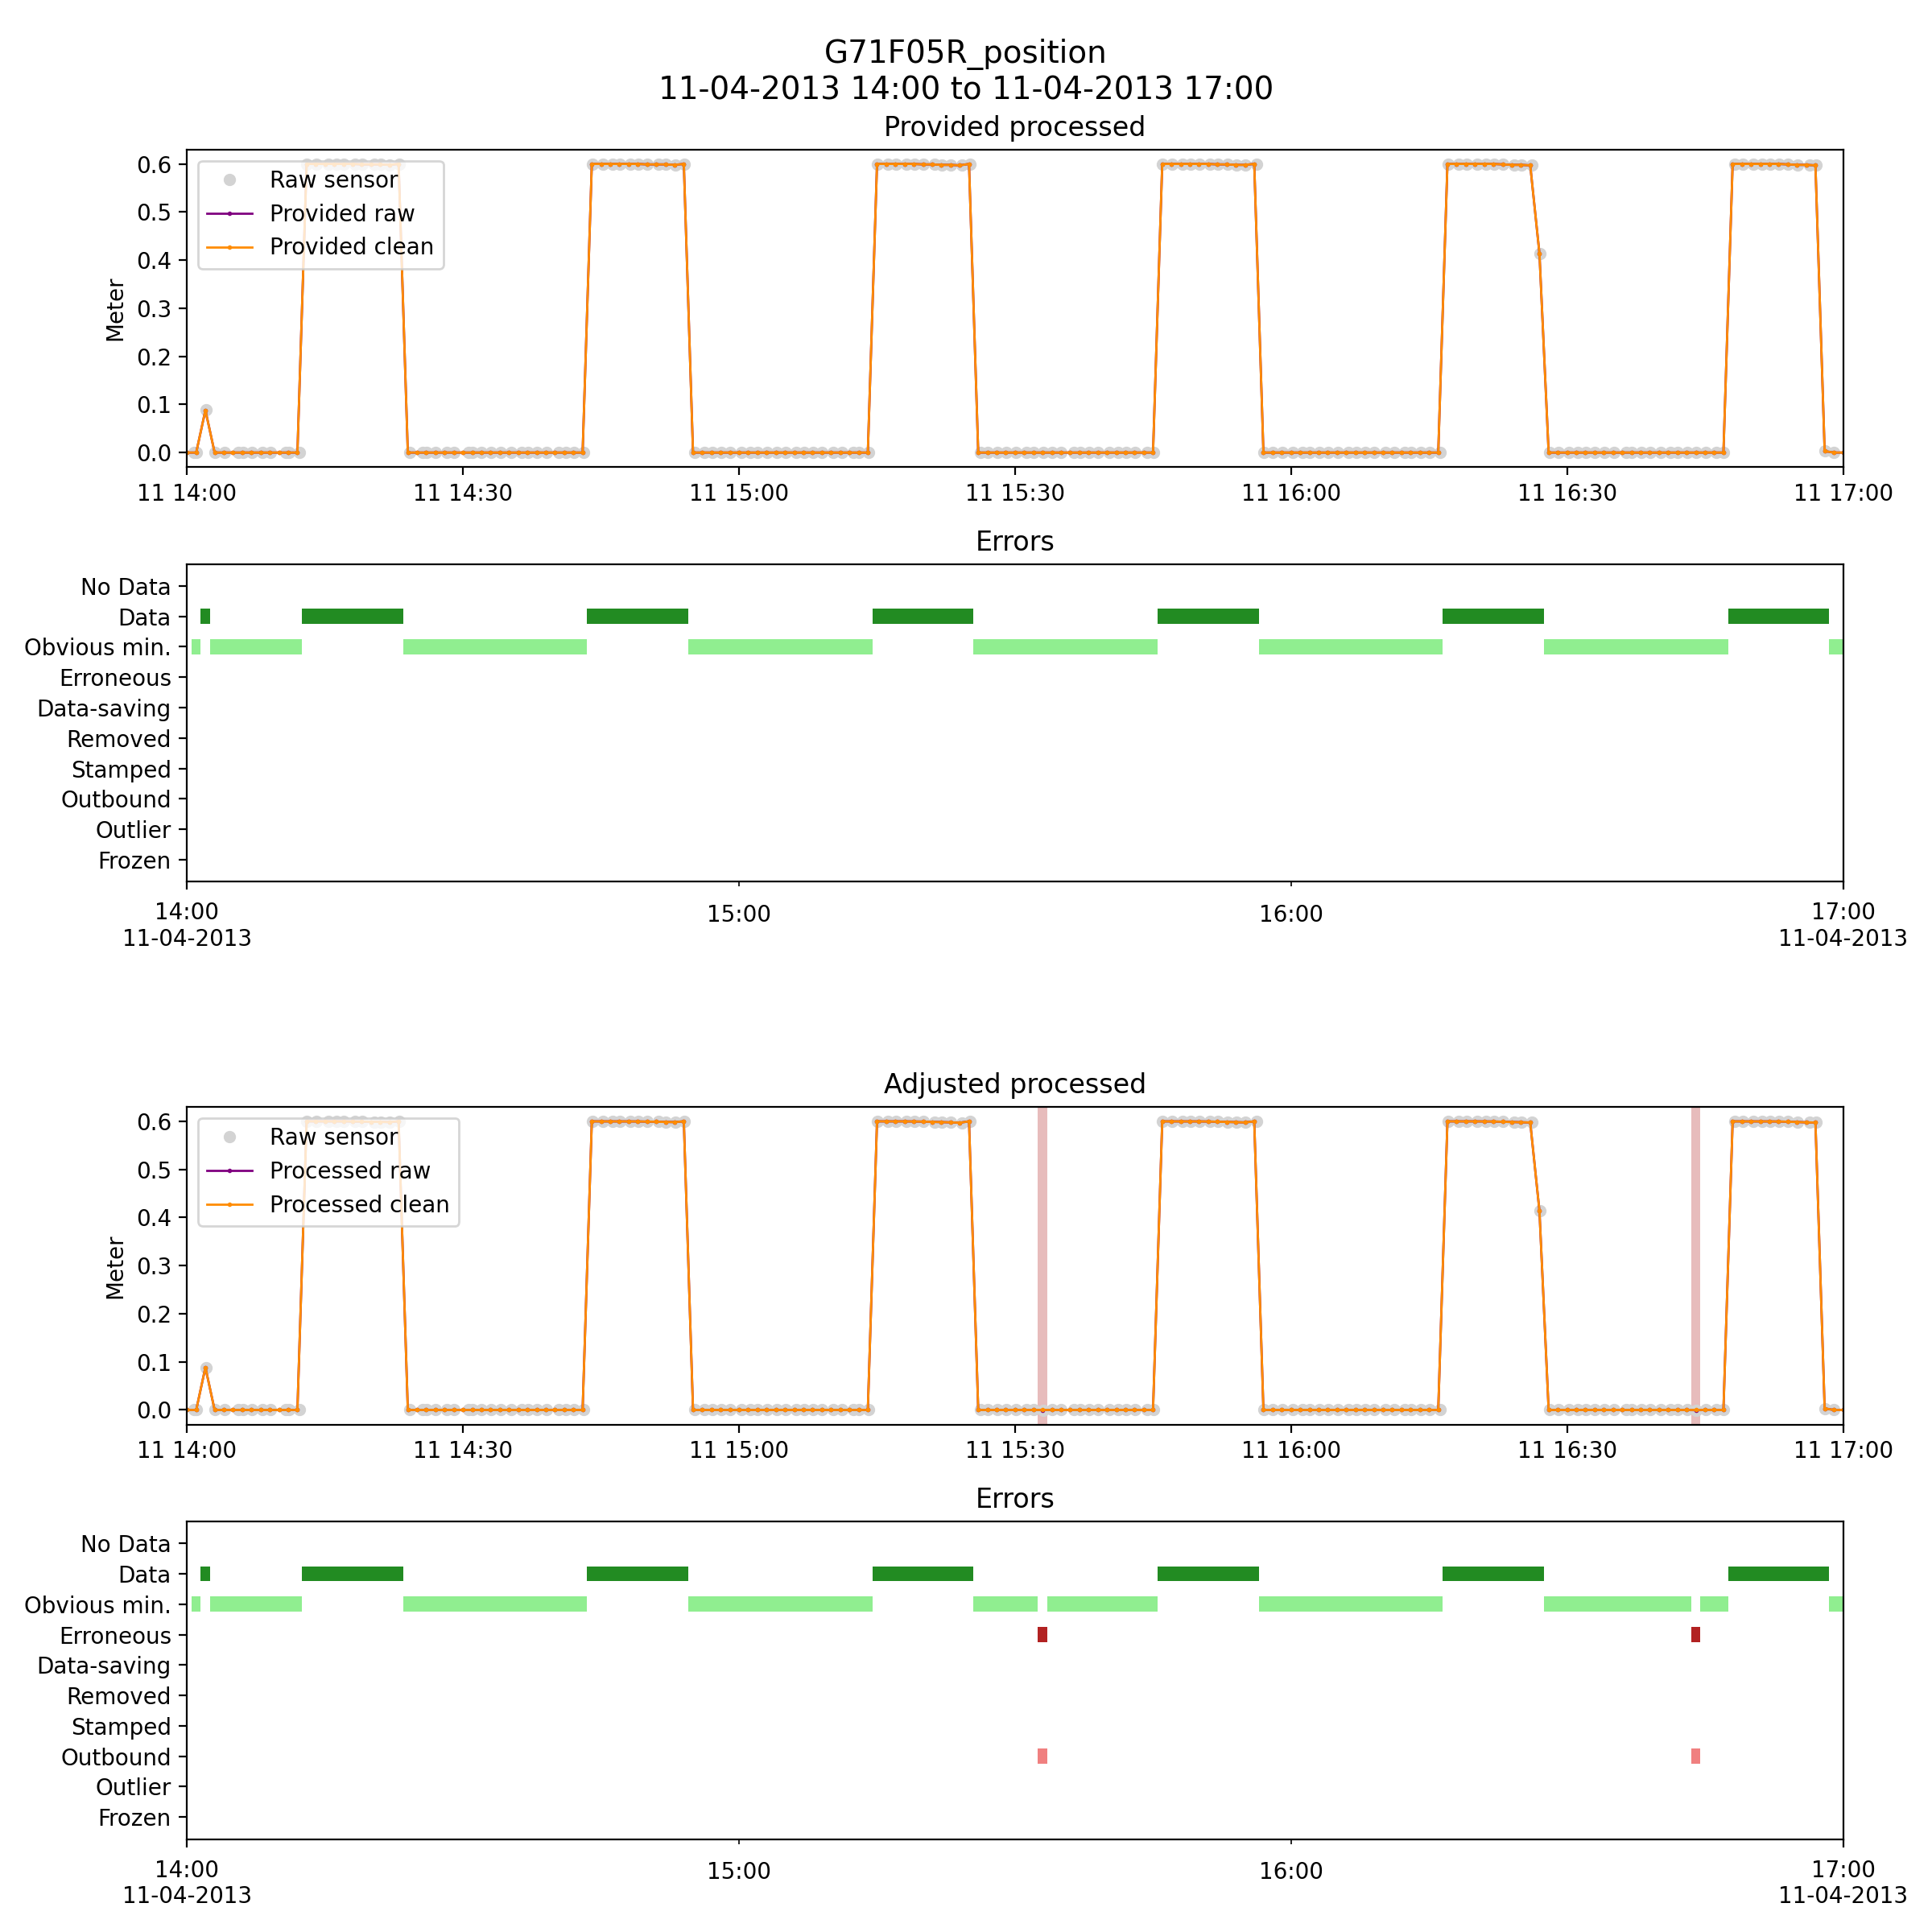 G71F05R_position
11-04-2013 14:00 to 11-04-2013 17:00
Provided processed
0.6
0.5
0.4
0.3
0.2
0.1
0.0
Meter
Raw sensor
Provided raw
Provided clean
11 14:00 11 14:30 11 15:00 11 15:30 11 16:00 11 16:30 11 17:00
Errors
No Data
Data
Obvious min.
Erroneous
Data-saving
Removed
Stamped
Outbound
Outlier
Frozen
14:00 15:00 16:00 17:00
11-04-2013 11-04-2013
Adjusted processed
0.6
0.5
0.4
0.3
0.2
0.1
0.0
Meter
Raw sensor
Processed raw
Processed clean
11 14:00 11 14:30 11 15:00 11 15:30 11 16:00 11 16:30 11 17:00
Errors
No Data
Data
Obvious min.
Erroneous
Data-saving
Removed
Stamped
Outbound
Outlier
Frozen
14:00 15:00 16:00 17:00
11-04-2013 11-04-2013